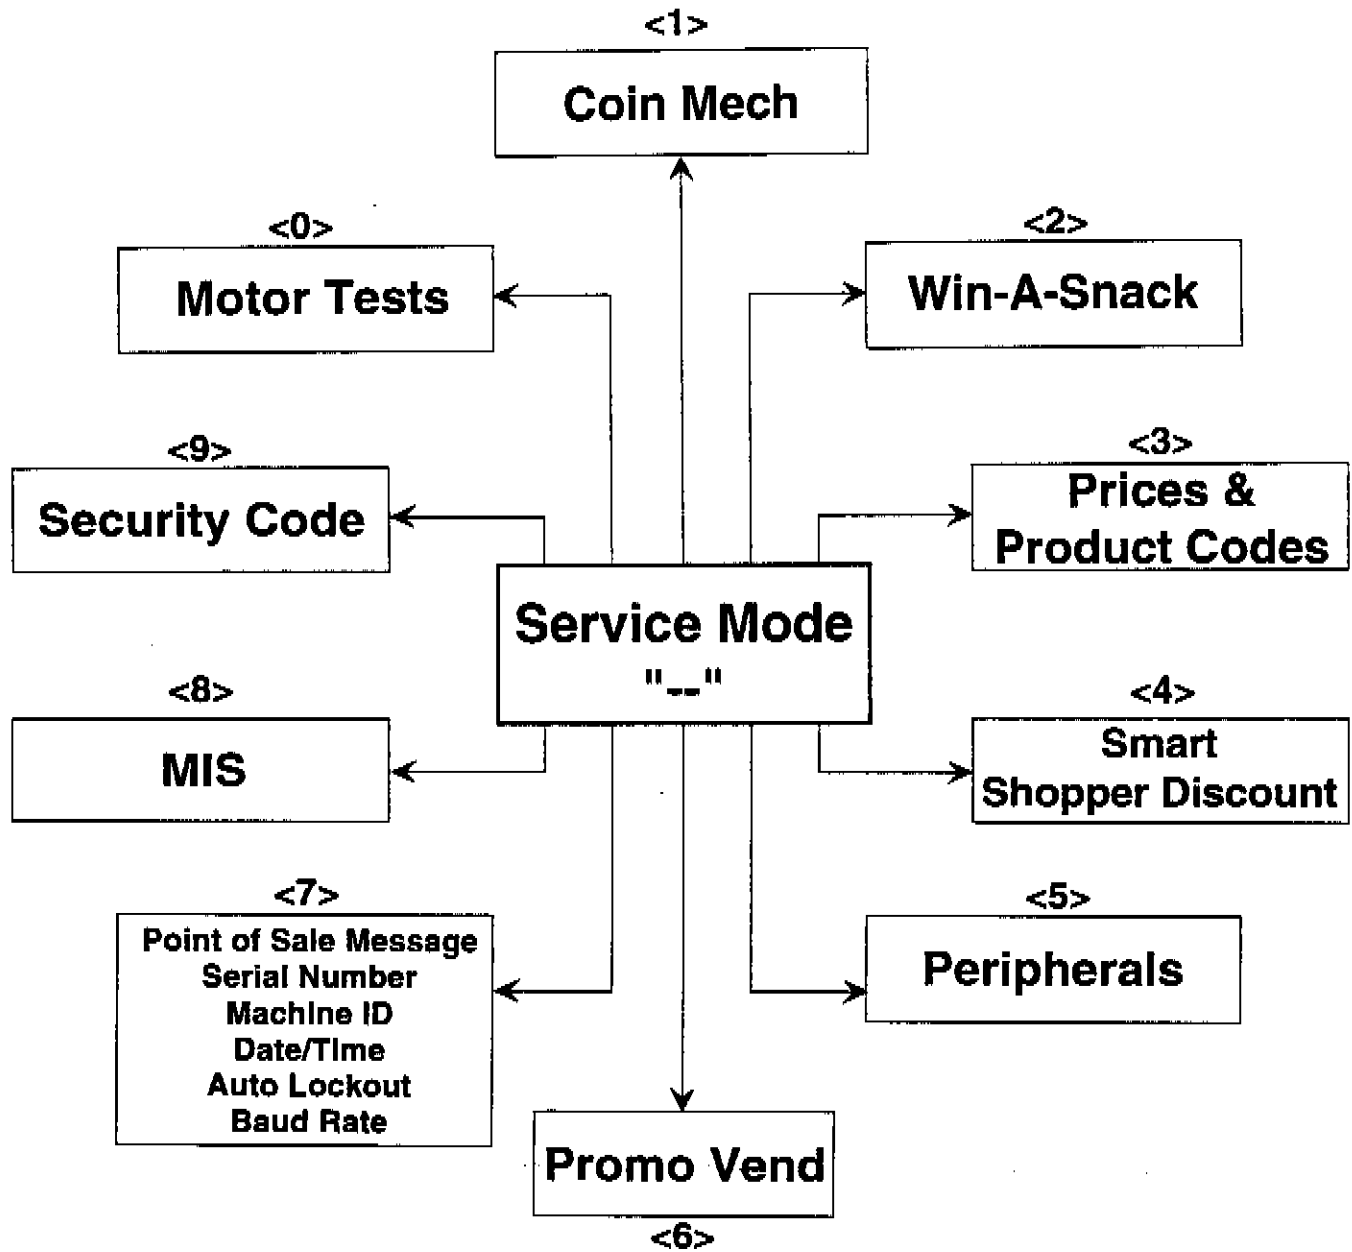 <1>
Coin Mech
<0>
Motor Tests
<2>
Win-A-Snack
<9>
Security Code
<3>
Prices &
Product Codes
Service Mode
"--"
<8>
MIS
<4>
Smart
Shopper Discount
<7>
Point of Sale Message
Serial Number
Machine ID
Date/Time
Auto Lockout
Baud Rate
<5>
Peripherals
Promo Vend
<6>